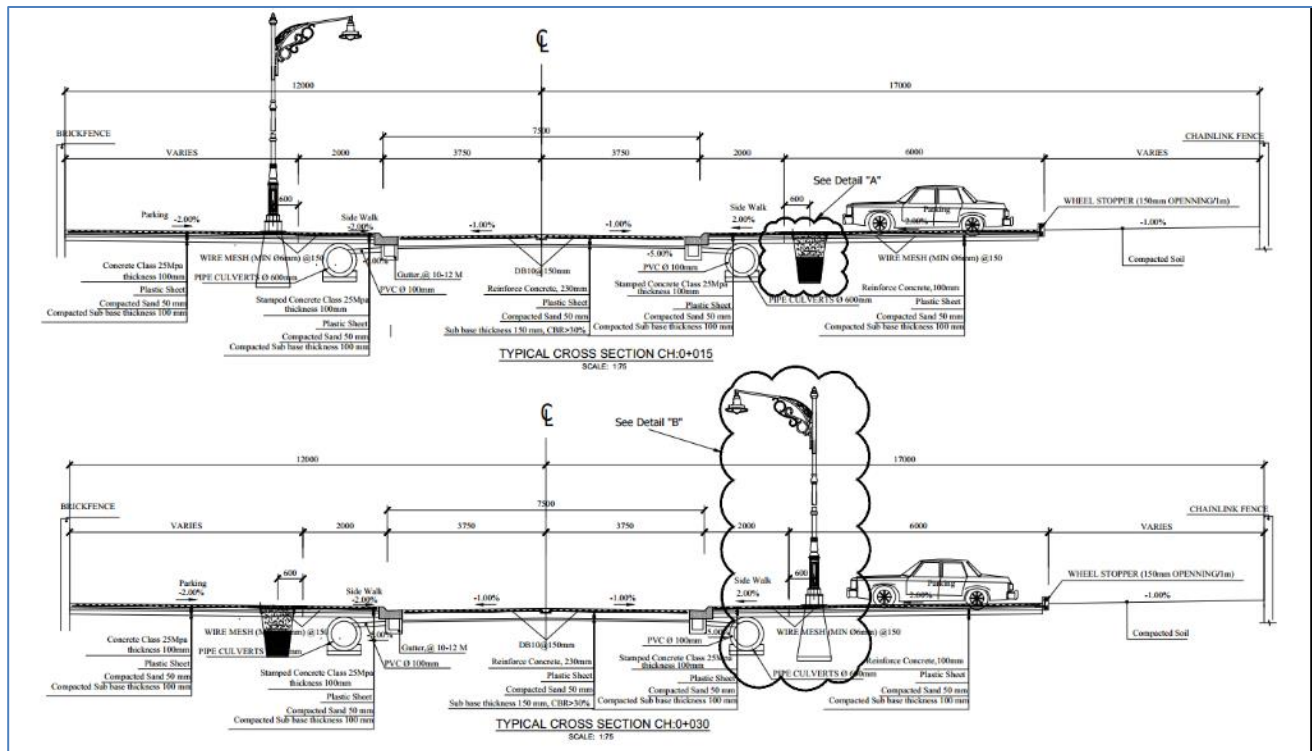 ℄
12000
17000
7500
BRICKFENCE
CHAINLINK FENCE
VARIES
2000
3750
3750
2000
6000
VARIES
See Detail "A"
600
600
WHEEL STOPPER (150mm OPENNING/1m)
Parking
-2.00%
Side Walk
-2.00%
-1.00%
-1.00%
Side Walk
2.00%
Parking
2.00%
-1.00%
WIRE MESH (MIN Ø6mm) @150
-5.00%
WIRE MESH (MIN Ø6mm) @150
Compacted Soil
Concrete Class 25Mpa
thickness 100mm
PIPE CULVERTS Ø 600mm
Gutter,@ 10-12 M
DB10@150mm
PVC Ø 100mm
PVC Ø 100mm
Plastic Sheet
Compacted Sand 50 mm
Compacted Sub base thickness 100 mm
Stamped Concrete Class 25Mpa
thickness 100mm
Plastic Sheet
Compacted Sand 50 mm
Compacted Sub base thickness 100 mm
Reinforce Concrete, 230mm
Plastic Sheet
Compacted Sand 50 mm
Sub base thickness 150 mm, CBR>30%
Stamped Concrete Class 25Mpa
thickness 100mm
PIPE CULVERTS Ø 600mm
Plastic Sheet
Compacted Sand 50 mm
Compacted Sub base thickness 100 mm
Reinforce Concrete,100mm
Plastic Sheet
Compacted Sand 50 mm
Compacted Sub base thickness 100 mm
TYPICAL CROSS SECTION CH:0+015
SCALE: 1:75
℄
See Detail "B"
12000
17000
7500
BRICKFENCE
CHAINLINK FENCE
VARIES
2000
3750
3750
2000
6000
VARIES
600
600
WHEEL STOPPER (150mm OPENNING/1m)
Parking
-2.00%
Side Walk
-2.00%
-1.00%
-1.00%
Side Walk
2.00%
Parking
2.00%
-1.00%
WIRE MESH @150
WIRE MESH (MIN Ø6mm) @150
Compacted Soil
Concrete Class 25Mpa
thickness 100mm
PIPE CULVERTS
Gutter,@ 10-12 M
DB10@150mm
PVC Ø 100mm
PVC Ø 100mm
Plastic Sheet
Compacted Sand 50 mm
Compacted Sub base thickness 100 mm
Stamped Concrete Class 25Mpa
thickness 100mm
Plastic Sheet
Compacted Sand 50 mm
Compacted Sub base thickness 100 mm
Reinforce Concrete, 230mm
Plastic Sheet
Compacted Sand 50 mm
Sub base thickness 150 mm, CBR>30%
Stamped Concrete Class 25Mpa
thickness 100mm
PIPE CULVERTS Ø
Plastic Sheet
Compacted Sand 50 mm
Compacted Sub base thickness 100 mm
Reinforce Concrete,100mm
Plastic Sheet
Compacted Sand 50 mm
Compacted Sub base thickness 100 mm
TYPICAL CROSS SECTION CH:0+030
SCALE: 1:75